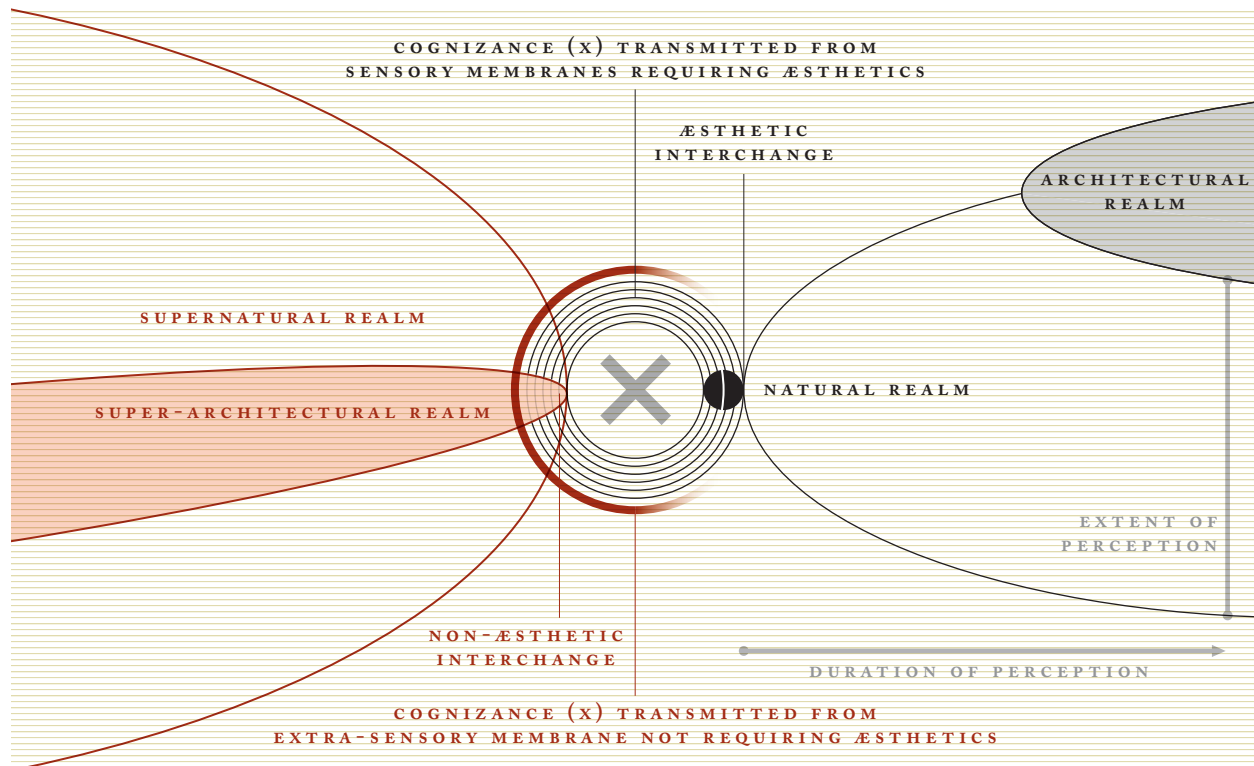 COGNIZANCE (X) TRANSMITTED FROM
SENSORY MEMBRANES REQUIRING ÆSTHETICS
ÆSTHETIC
INTERCHANGE
ARCHITECTURAL
REALM
SUPERNATURAL REALM
NATURAL REALM
SUPER-ARCHITECTURAL REALM
EXTENT OF
PERCEPTION
NON-ÆSTHETIC
INTERCHANGE
DURATION OF PERCEPTION
COGNIZANCE (X) TRANSMITTED FROM
EXTRA-SENSORY MEMBRANE NOT REQUIRING ÆSTHETICS